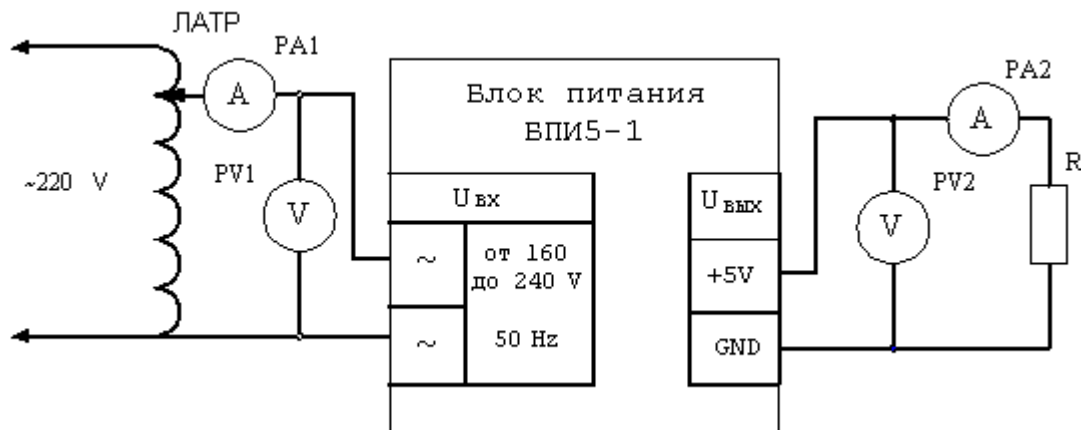 ЛАТР
PA1
A
PV1
V
~220 V
Блок питания
БПИ5-1
Uвх
~
от 160
до 240 V
~
50 Hz
Uвых
+5V
GND
PA2
A
PV2
V
R